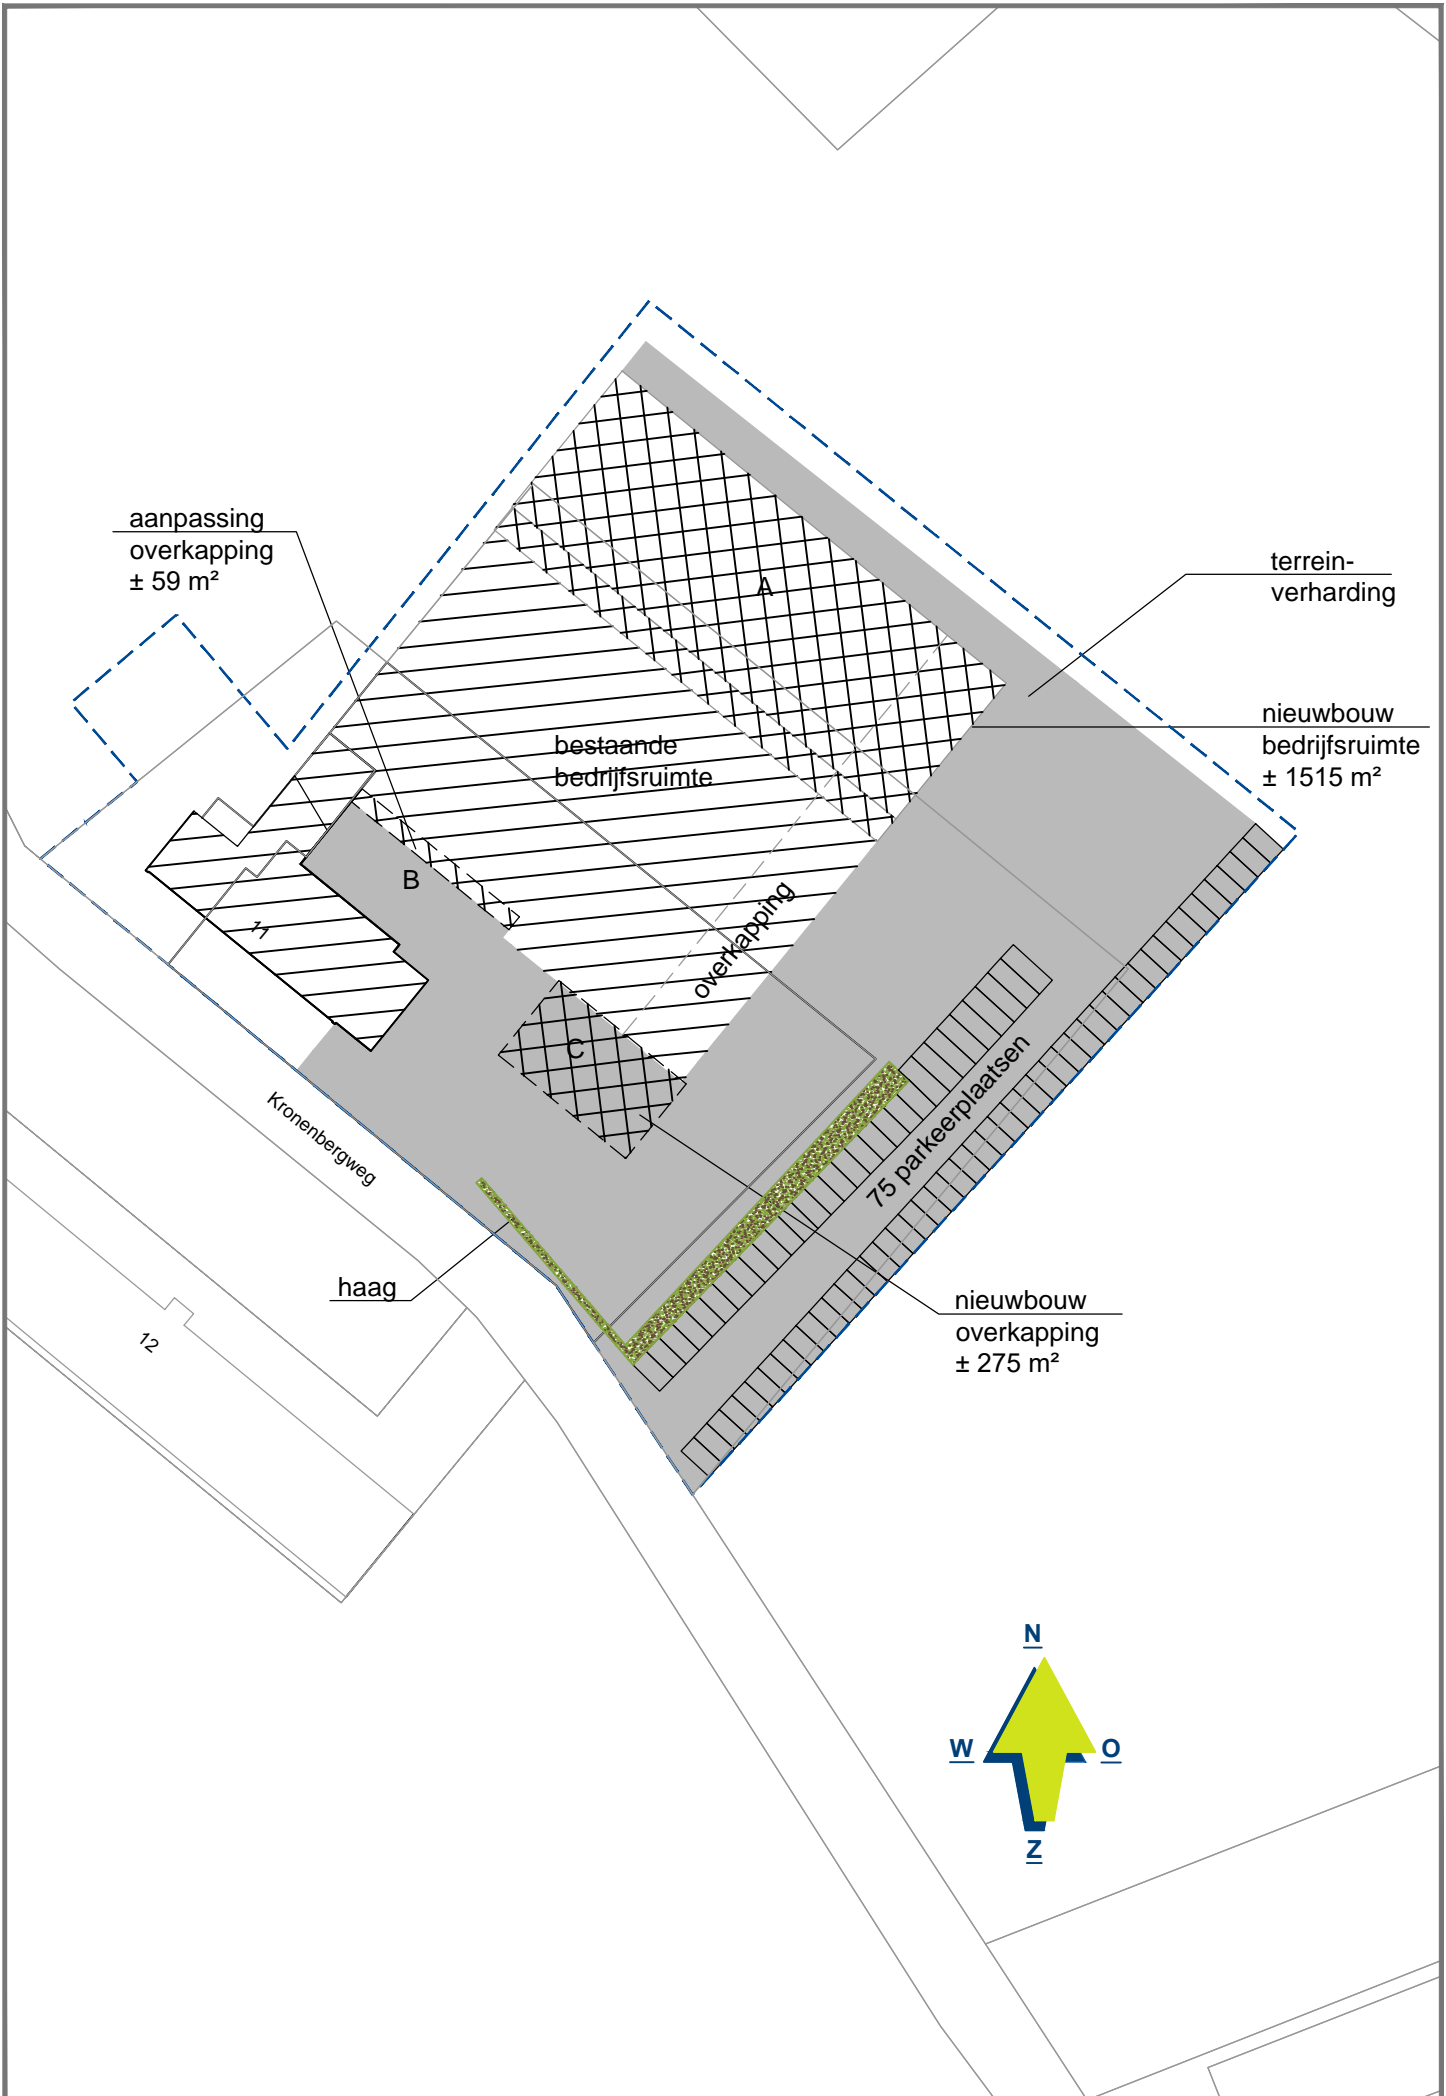 aanpassing
overkapping
± 59 m²
terrein-
verharding
A
nieuwbouw
bedrijfsruimte
± 1515 m²
bestaande
bedrijfsruimte
B
overkapping
11
C
Kronenbergweg
75 parkeerplaatsen
haag
nieuwbouw
overkapping
± 275 m²
12
N
W
O
Z